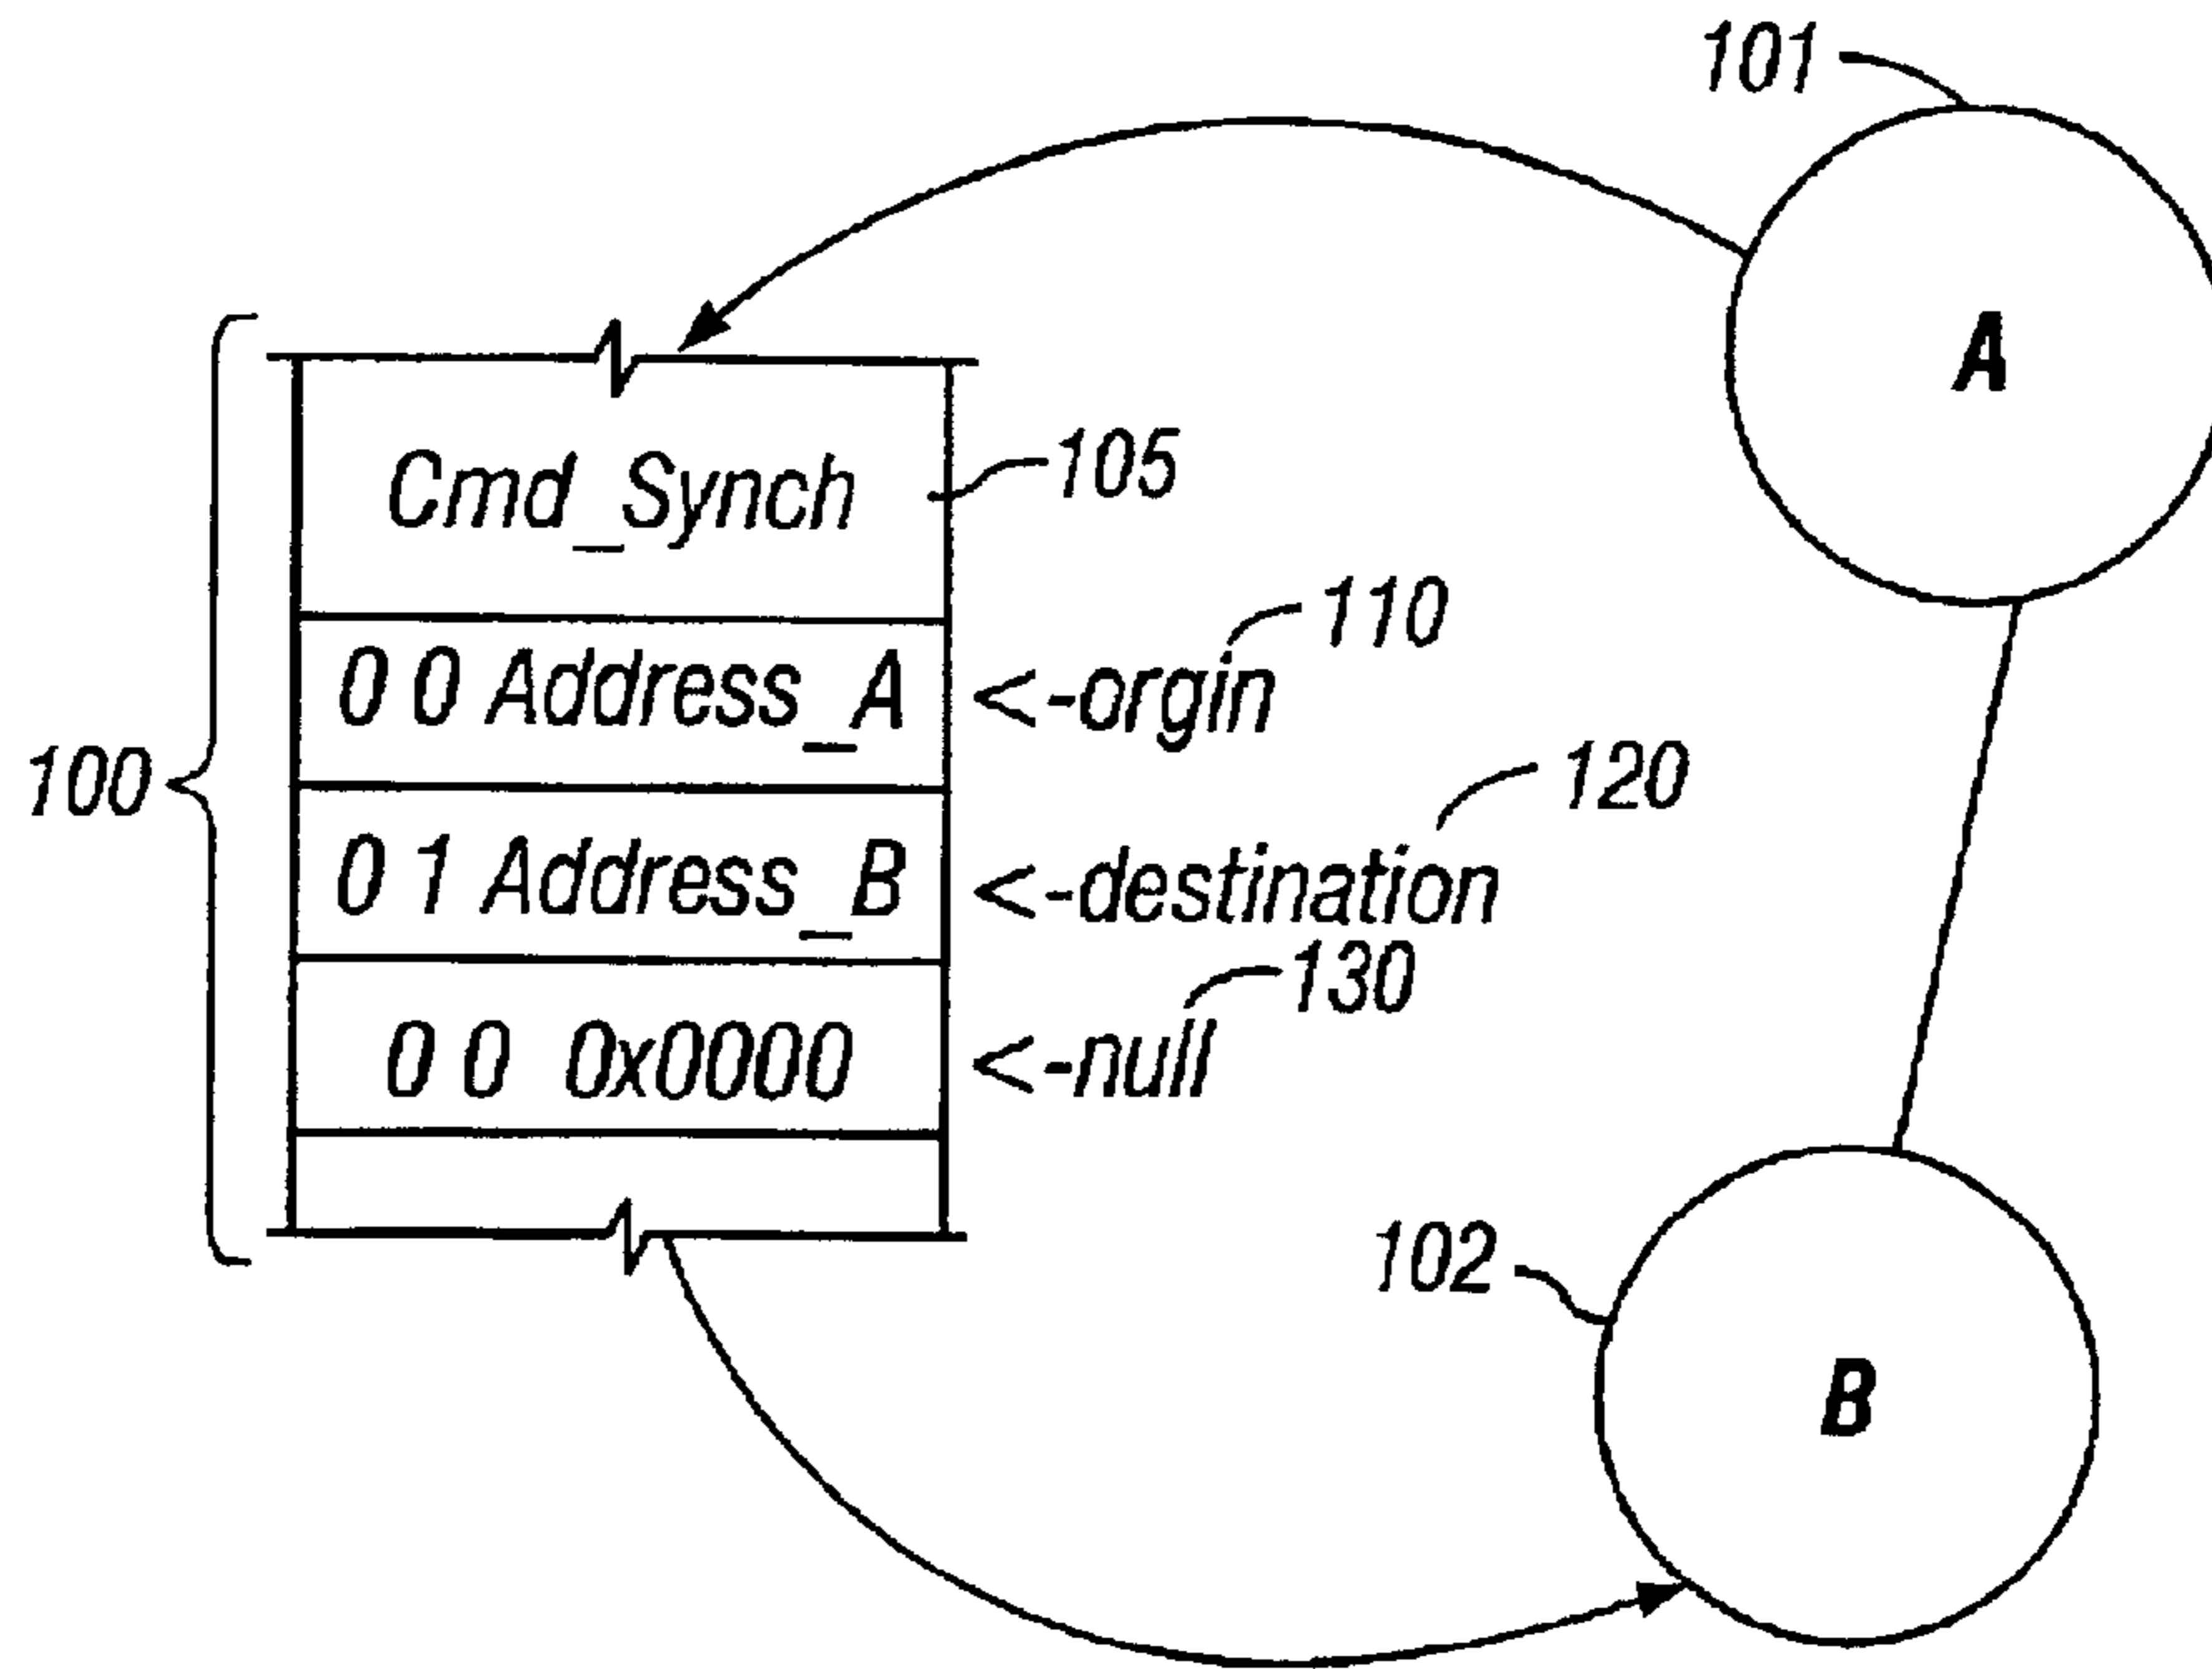 101
A
Cmd_Synch
105
110
0 0 Address_A
<-orgin
120
100
0 1 Address_B
<-destination
130
0 0 0x0000
<-null
102
B